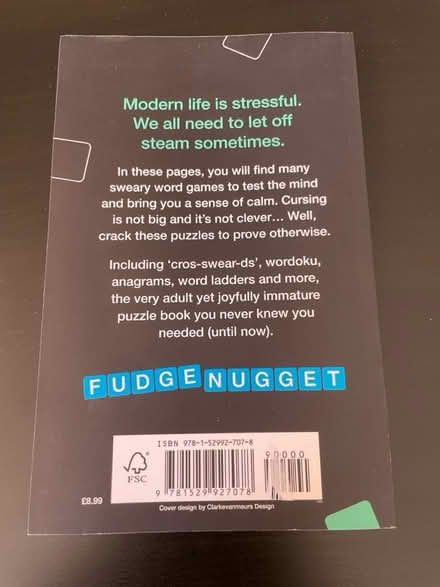 Modern life is stressful.
We all need to let off
steam sometimes.
In these pages, you will find many
sweary word games to test the mind
and bring you a sense of calm. Cursing
is not big and it's not clever... Well,
crack these puzzles to prove otherwise.
Including 'cros-swear-ds', wordoku,
anagrams, word ladders and more,
the very adult yet joyfully immature
puzzle book you never knew you
needed (until now).
FUDGE NUGGET
ISBN 978-1-52992-707-8
90000
FSC
9 781529 927078
£8.99
Cover design by Clarkevanmeurs Design